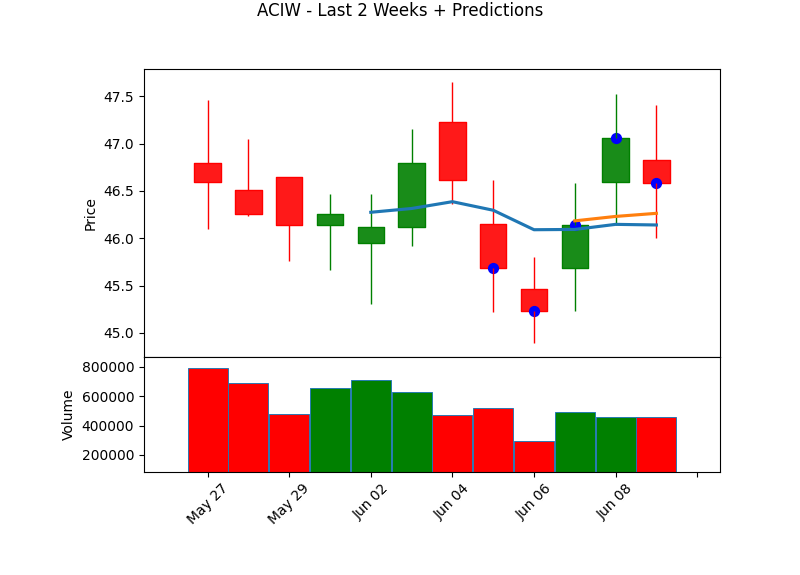 ACIW - Last 2 Weeks + Predictions
47.5
47.0
46.5
46.0
45.5
45.0
Price
800000
600000
400000
200000
Volume
May 27
May 29
Jun 02
Jun 04
Jun 06
Jun 08